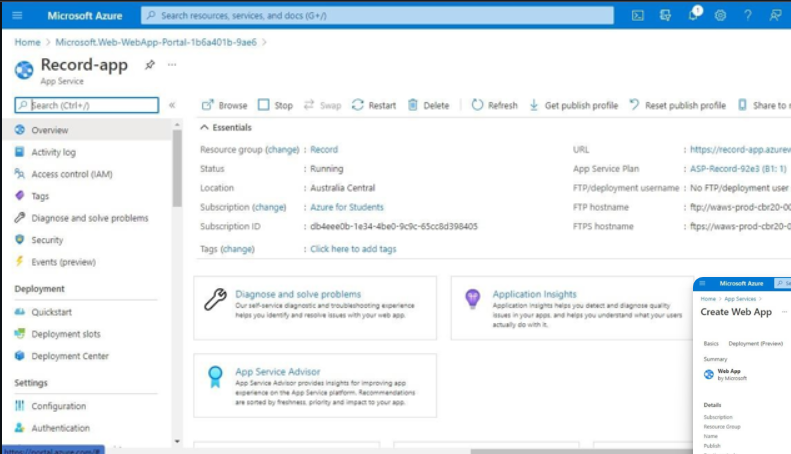 Microsoft Azure
Search resources, services, and docs (G+/)
1
Home > Microsoft.Web-WebApp-Portal-1b6a401b-9ae6 >
Record-app
App Service
Search (Ctrl+/)
Overview
Activity log
Access control (IAM)
Tags
Diagnose and solve problems
Security
Events (preview)
Deployment
Quickstart
Deployment slots
Deployment Center
Settings
Configuration
Authentication
https://portal.azure.com/#
Browse Stop Swap Restart Delete Refresh Get publish profile Reset publish profile Share to
Essentials
Resource group (change) : Record
Status : Running
Location : Australia Central
Subscription (change) : Azure for Students
Subscription ID : db4eee0b-1e34-4be0-9c9c-65cc8d398405
Tags (change) : Click here to add tags
URL : https://record-app.azurew
App Service Plan : ASP-Record-92e3 (B1: 1)
FTP/deployment username : No FTP/deployment user
FTP hostname : ftp://waws-prod-cbr20-00
FTPS hostname : ftps://waws-prod-cbr20-0
Diagnose and solve problems
Our self-service diagnostic and troubleshooting experience
helps you identify and resolve issues with your web app.
Application Insights
Application Insights helps you detect and diagnose quality
issues in your apps, and helps you understand what your users
actually do with it.
App Service Advisor
App Service Advisor provides insights for improving app
experience on the App Service platform. Recommendations
are sorted by freshness, priority and impact to your app.
Microsoft Azure
Home > App Services >
Create Web App
Basics Deployment (Preview)
Summary
Web App
by Microsoft
Details
Subscription
Resource Group
Name
Publish